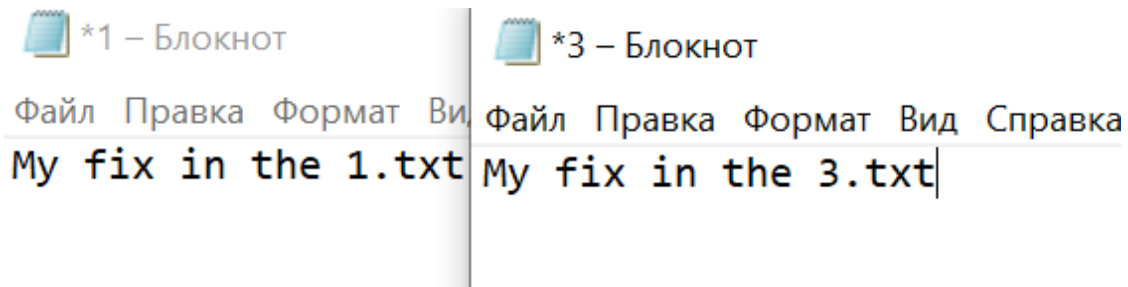 *1 – Блокнот
Файл Правка Формат Ви
My fix in the 1.txt
*3 – Блокнот
Файл Правка Формат Вид Справка
My fix in the 3.txt